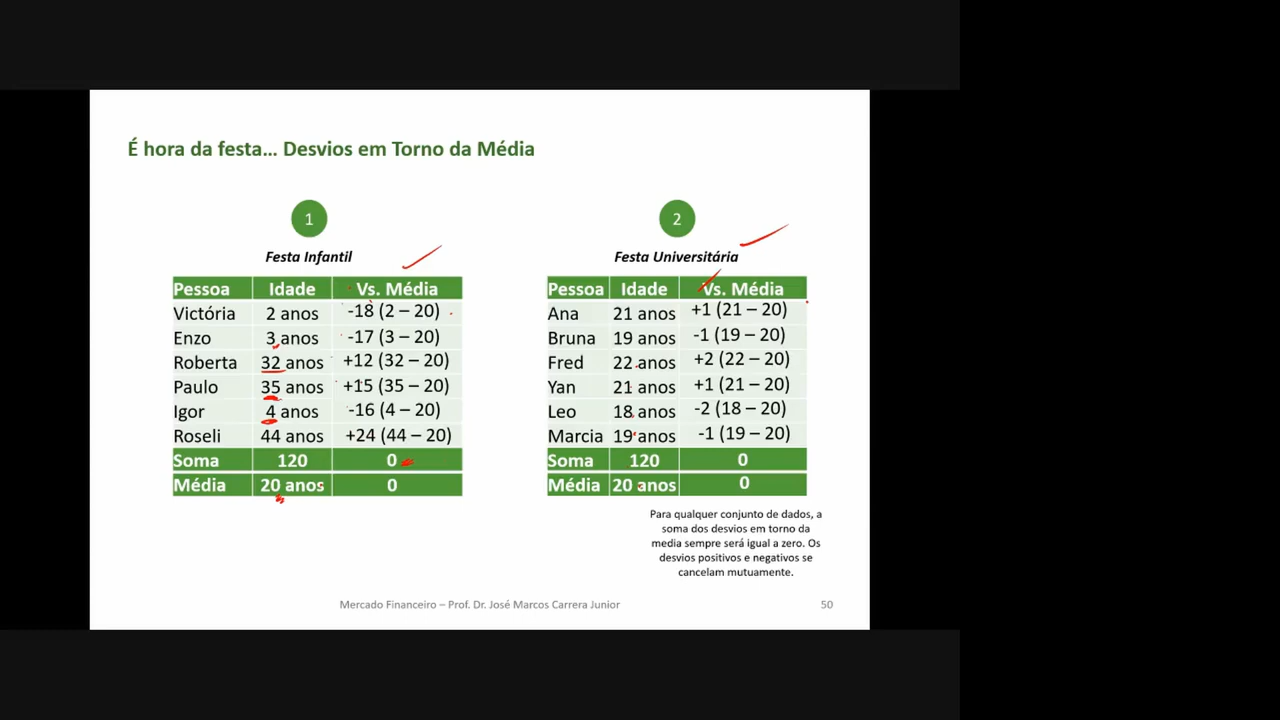 É hora da festa... Desvios em Torno da Média
1
Festa Infantil
Pessoa Idade Vs. Média
Victória 2 anos -18 (2 – 20)
Enzo 3 anos -17 (3 – 20)
Roberta 32 anos +12 (32 – 20)
Paulo 35 anos +15 (35 – 20)
Igor 4 anos -16 (4 – 20)
Roseli 44 anos +24 (44 – 20)
Soma 120 0
Média 20 anos 0
2
Festa Universitária
Pessoa Idade Vs. Média
Ana 21 anos +1 (21 – 20)
Bruna 19 anos -1 (19 – 20)
Fred 22 anos +2 (22 – 20)
Yan 21 anos +1 (21 – 20)
Leo 18 anos -2 (18 – 20)
Marcia 19 anos -1 (19 – 20)
Soma 120 0
Média 20 anos 0
Para qualquer conjunto de dados, a
soma dos desvios em torno da
media sempre será igual a zero. Os
desvios positivos e negativos se
cancelam mutuamente.
Mercado Financeiro – Prof. Dr. José Marcos Carrera Junior
50